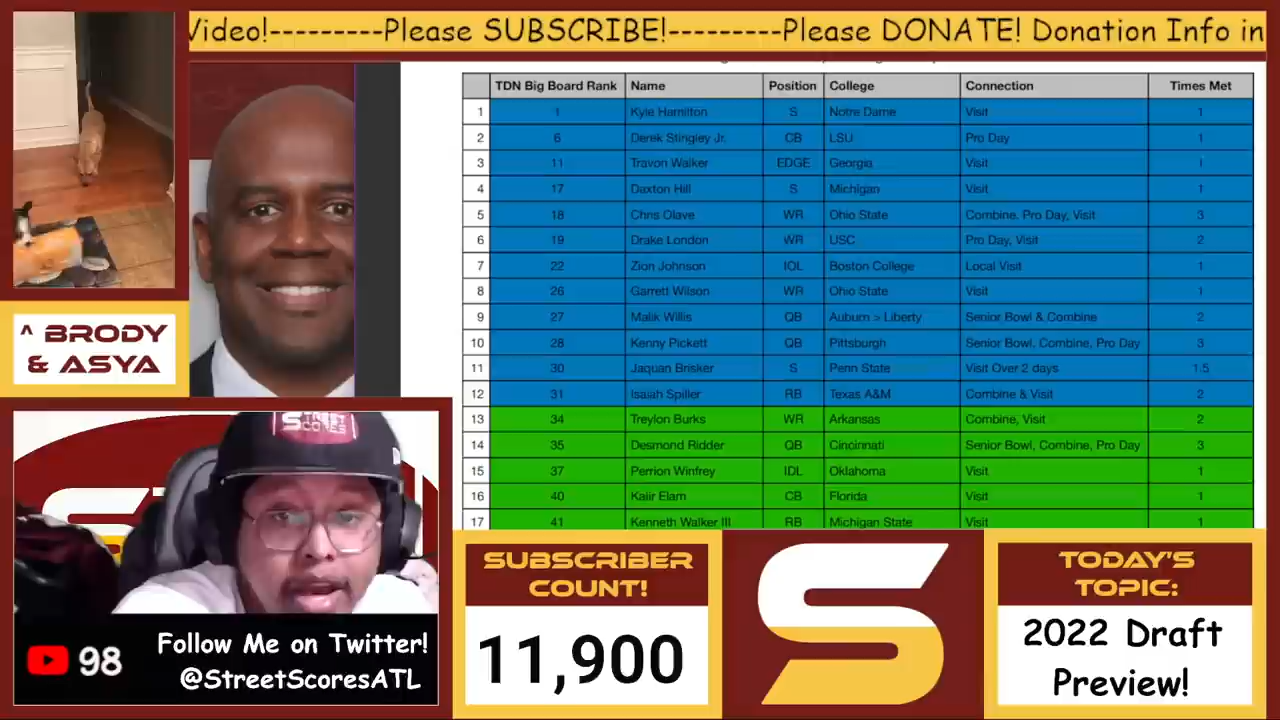 Video!---------Please SUBSCRIBE!---------Please DONATE! Donation Info in
TDN Big Board Rank Name Position College Connection Times Met
1 1 Kyle Hamilton S Notre Dame Visit 1
2 6 Derek Stingley Jr. CB LSU Pro Day 1
3 11 Travon Walker EDGE Georgia Visit 1
4 17 Daxton Hill S Michigan Visit 1
5 18 Chris Olave WR Ohio State Combine, Pro Day, Visit 3
6 19 Drake London WR USC Pro Day, Visit 2
7 22 Zion Johnson IOL Boston College Local Visit 1
8 26 Garrett Wilson WR Ohio State Visit 1
9 27 Malik Willis QB Auburn > Liberty Senior Bowl & Combine 2
10 28 Kenny Pickett QB Pittsburgh Senior Bowl, Combine, Pro Day 3
11 30 Jaquan Brisker S Penn State Visit Over 2 days 1.5
12 31 Isaiah Spiller RB Texas A&M Combine & Visit 2
13 34 Treylon Burks WR Arkansas Combine, Visit 2
14 35 Desmond Ridder QB Cincinnati Senior Bowl, Combine, Pro Day 3
15 37 Perrion Winfrey IDL Oklahoma Visit 1
16 40 Kaiir Elam CB Florida Visit 1
17 41 Kenneth Walker III RB Michigan State Visit 1
^ BRODY
& ASYA
STREET
SCORES
98
Follow Me on Twitter!
@StreetScoresATL
SUBSCRIBER
COUNT!
11,900
S
TODAY'S
TOPIC:
2022 Draft
Preview!